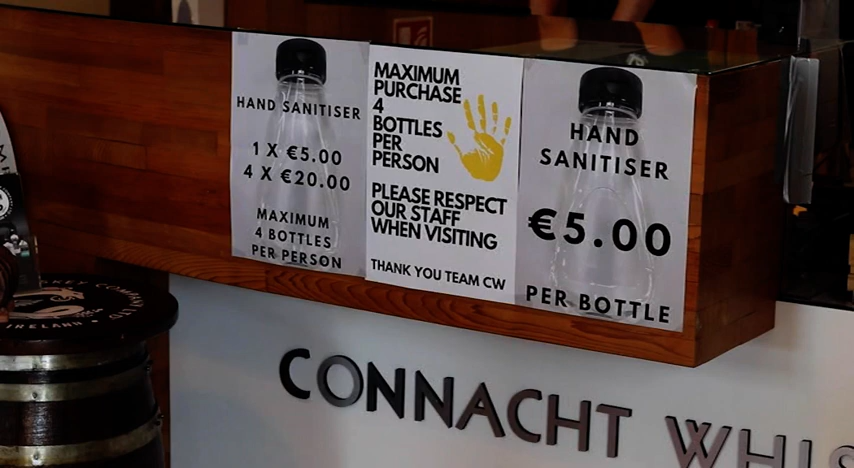 HAND SANITISER
1 X €5.00
4 X €20.00
MAXIMUM
4 BOTTLES
PER PERSON
MAXIMUM
PURCHASE
4
BOTTLES
PER
PERSON
PLEASE RESPECT
OUR STAFF
WHEN VISITING
THANK YOU TEAM CW
HAND
SANITISER
€5.00
PER BOTTLE
IRELAND
CONNACHT WHIS